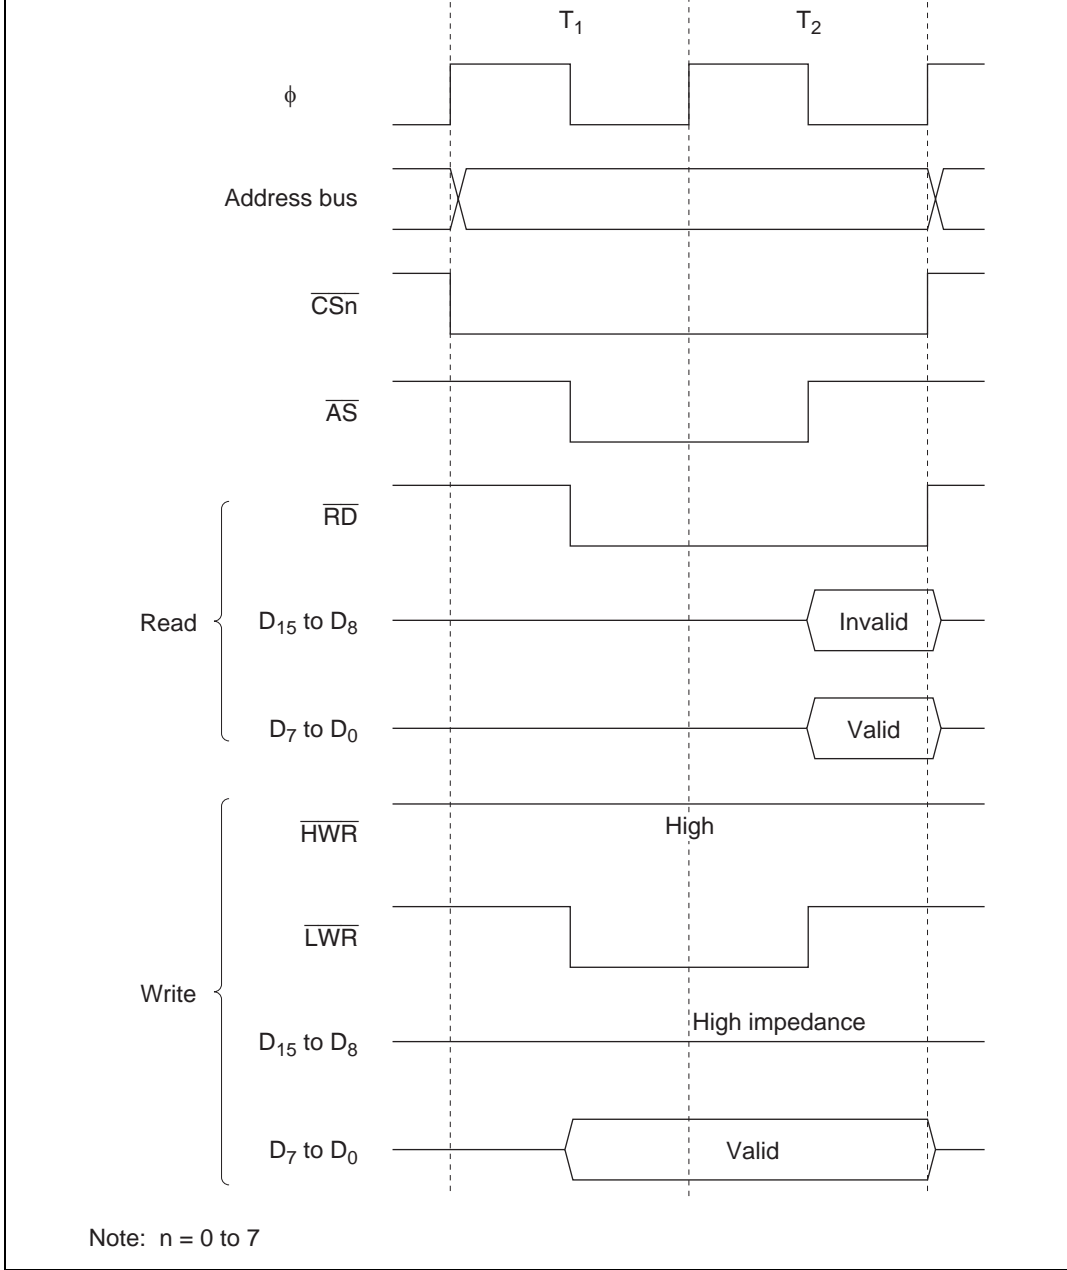 T1 T2
ϕ
Address bus
CSn
AS
RD
Read D15 to D8 Invalid
D7 to D0 Valid
HWR High
LWR
Write
High impedance
D15 to D8
D7 to D0 Valid
Note: n = 0 to 7